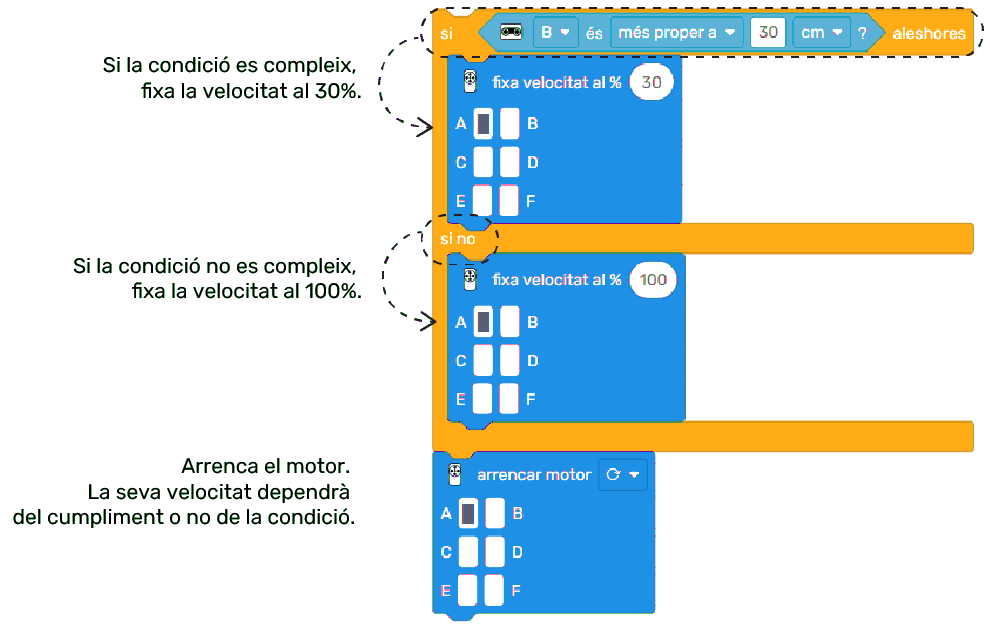 si B és més proper a 30 cm ? aleshores
Si la condició es compleix,
fixa la velocitat al 30%.
fixa velocitat al % 30
A B
C D
E F
si no
Si la condició no es compleix,
fixa la velocitat al 100%.
fixa velocitat al % 100
A B
C D
E F
Arrenca el motor.
La seva velocitat dependrà
del cumpliment o no de la condició.
arrencar motor
A B
C D
E F